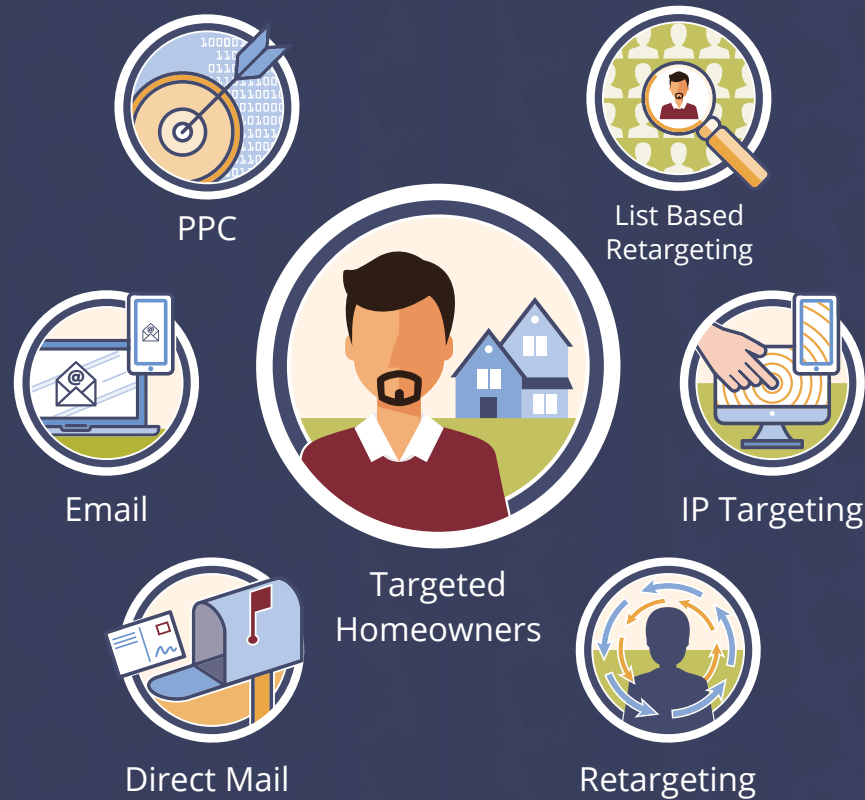 PPC
List Based
Retargeting
Email
IP Targeting
Targeted
Homeowners
Direct Mail
Retargeting